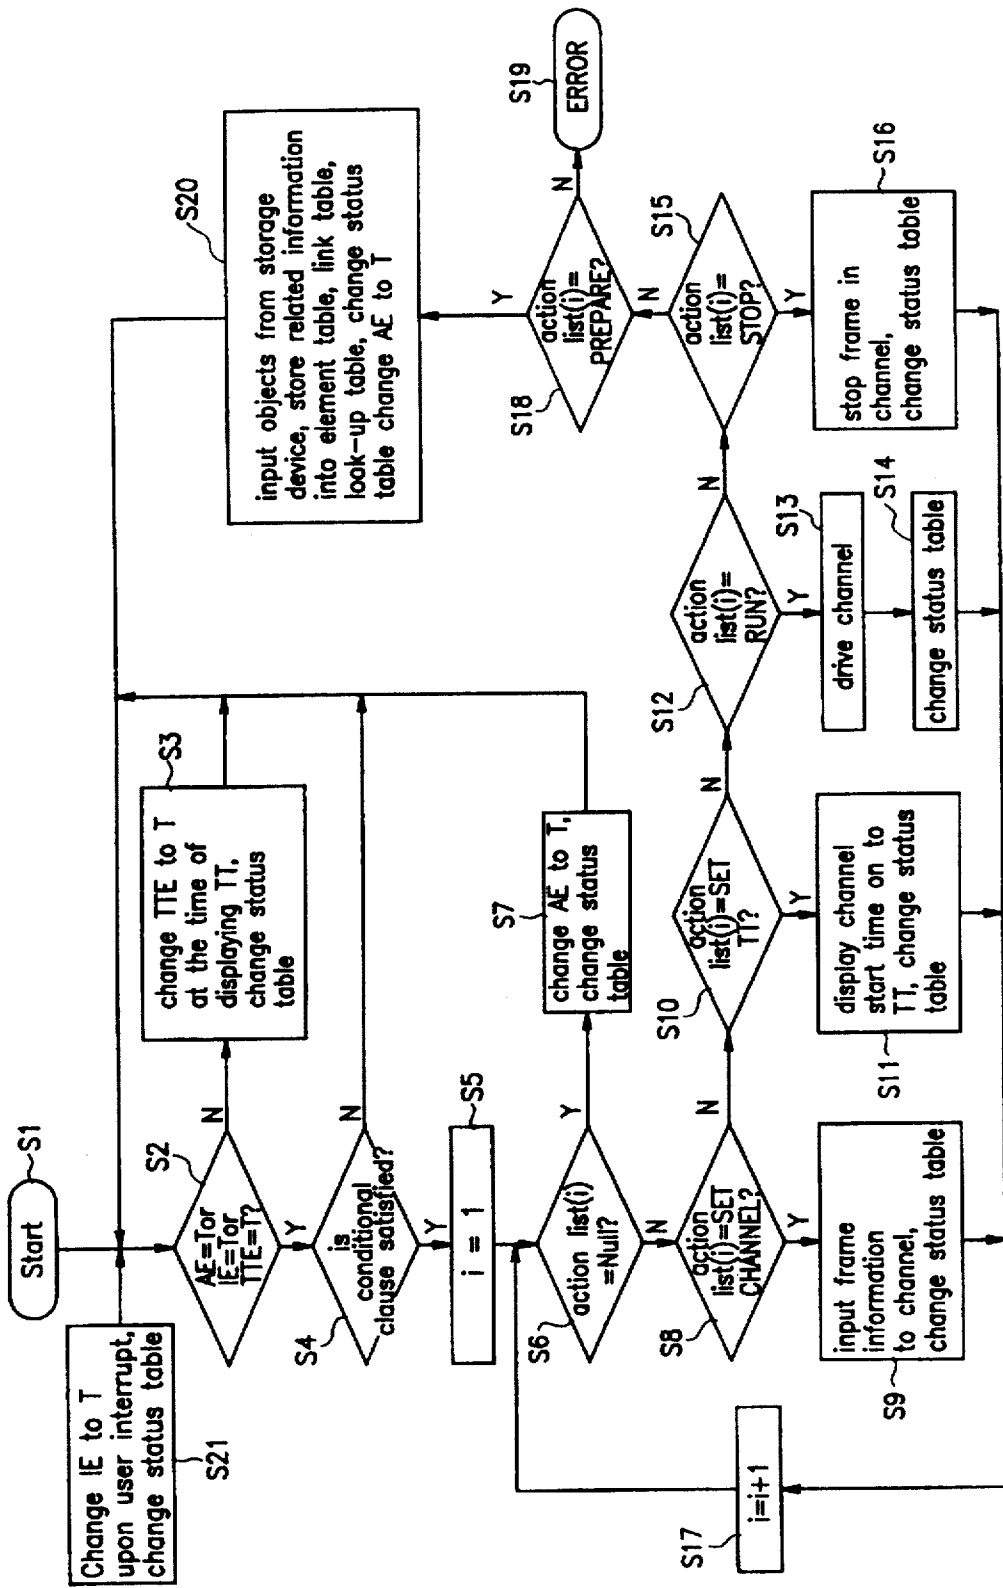 Start
S1
Change IE to T
upon user interrupt,
change status table
S21
AE=Tor
IE=Tor
TTE=T?
S2
N
Y
change TTE to T
at the time of
displaying TT,
change status
table
S3
is
conditional
clause satisfied?
S4
N
Y
i = 1
S5
action list(i)
=Null?
S6
Y
N
change AE to T,
change status
table
S7
action
list(i)=SET
CHANNEL?
S8
N
Y
input frame
information
to channel,
change status table
S9
action
list(i)=SET
TT?
S10
N
Y
display channel
start time on to
TT, change status
table
S11
action
list(i)=
RUN?
S12
N
Y
drive channel
S13
change status table
S14
action
list(i)=
STOP?
S15
N
Y
stop frame in
channel,
change status table
S16
i=i+1
S17
action
list(i)=
PREPARE?
S18
N
Y
ERROR
S19
input objects from storage
device, store related information
into element table, link table,
look-up table, change status
table change AE to T
S20